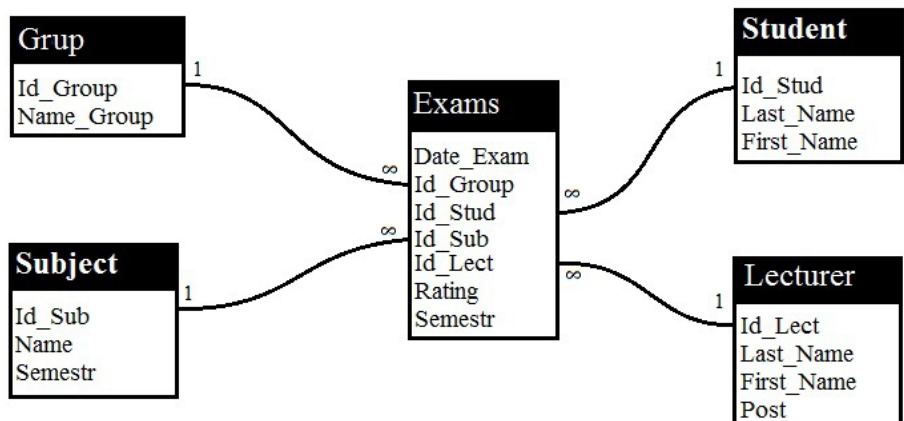 Grup
Id_Group
Name_Group
1
∞
Subject
Id_Sub
Name
Semestr
1
∞
Exams
Date_Exam
Id_Group
Id_Stud
Id_Sub
Id_Lect
Rating
Semestr
Student
Id_Stud
Last_Name
First_Name
1
∞
Lecturer
Id_Lect
Last_Name
First_Name
Post
1
∞